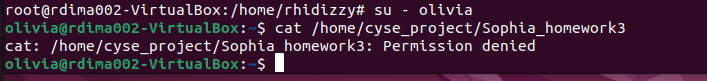 root@rdima002-VirtualBox:/home/rhidizzy# su - olivia
olivia@rdima002-VirtualBox:~$ cat /home/cyse_project/Sophia_homework3
cat: /home/cyse_project/Sophia_homework3: Permission denied
olivia@rdima002-VirtualBox:~$